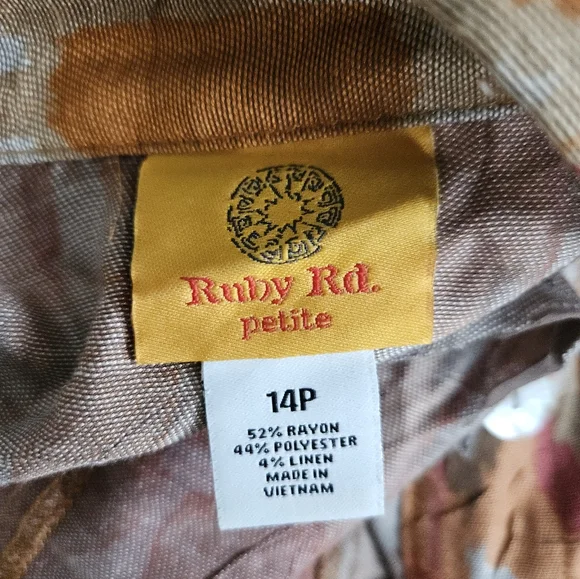 Ruby Rd.
petite
14P
52% RAYON
44% POLYESTER
4% LINEN
MADE IN
VIETNAM